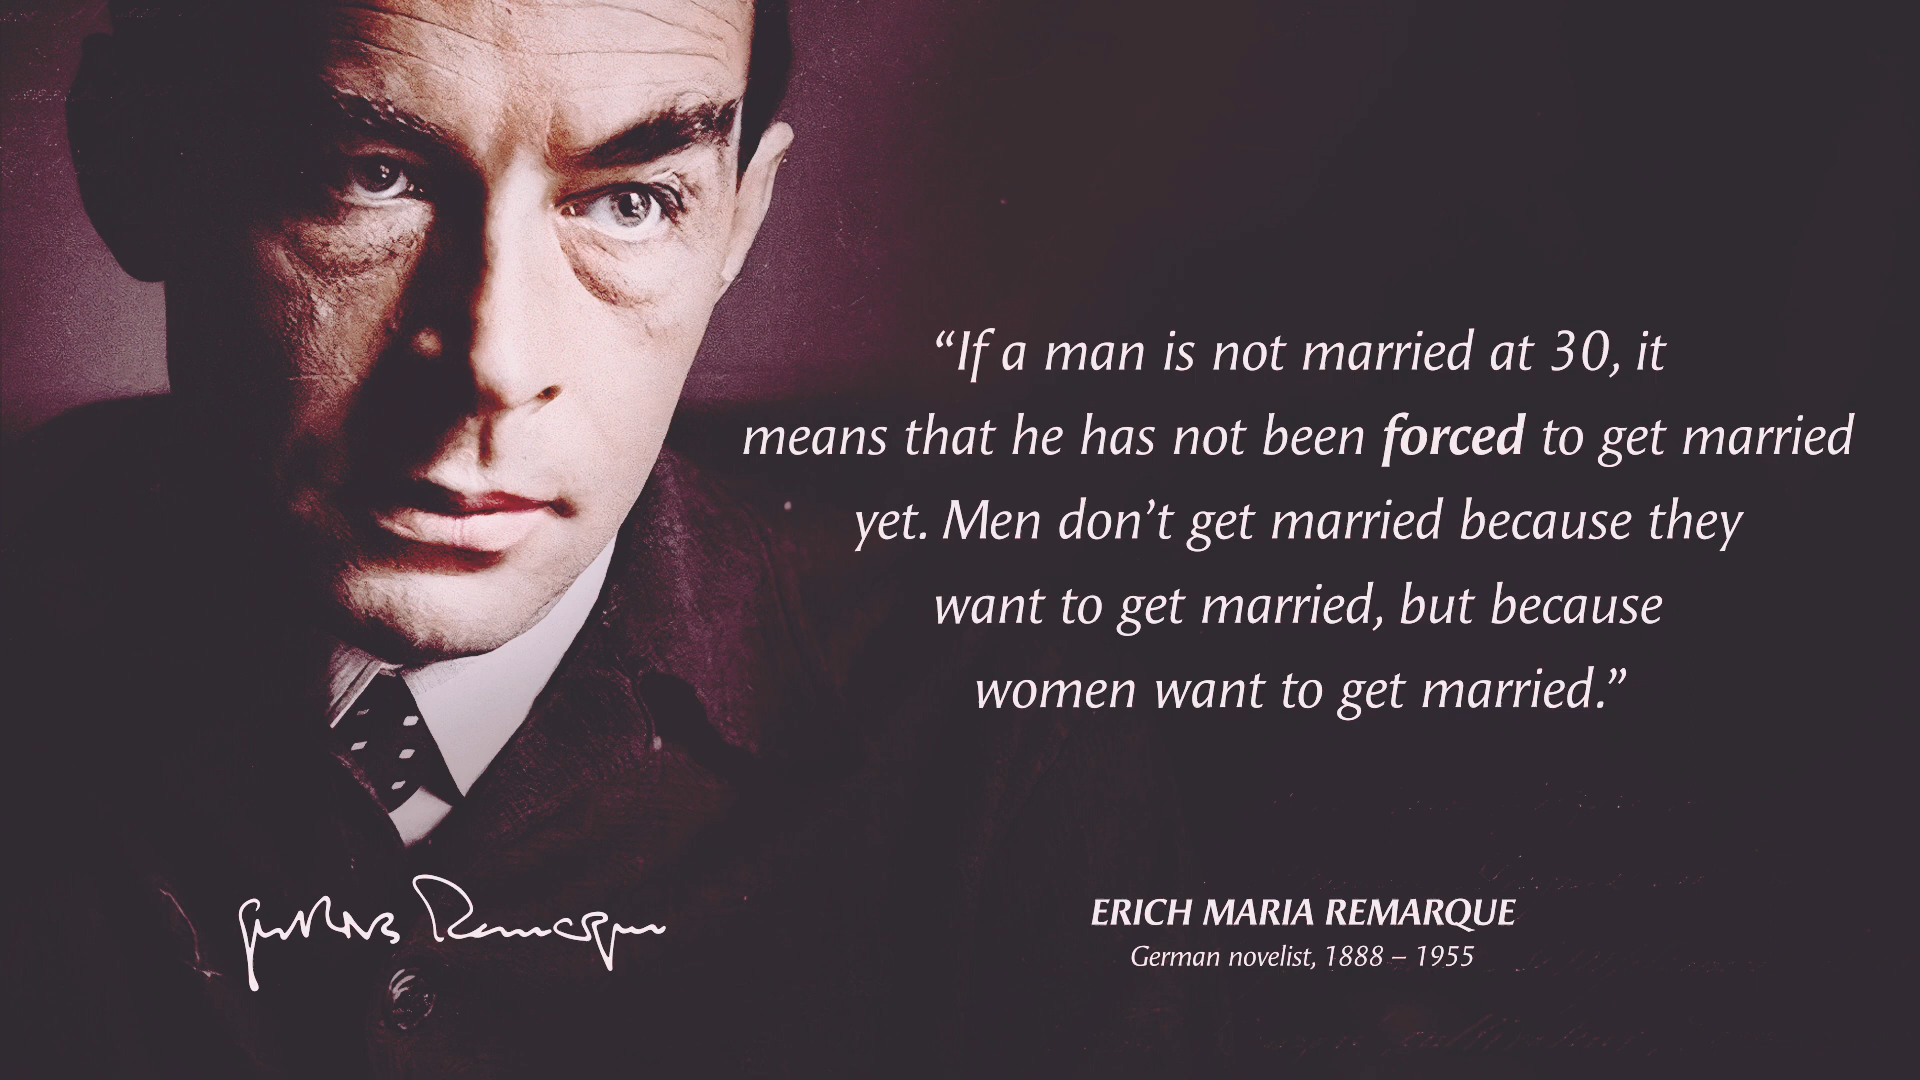 “If a man is not married at 30, it
means that he has not been forced to get married
yet. Men don’t get married because they
want to get married, but because
women want to get married.”
Remarque
ERICH MARIA REMARQUE
German novelist, 1888 – 1955